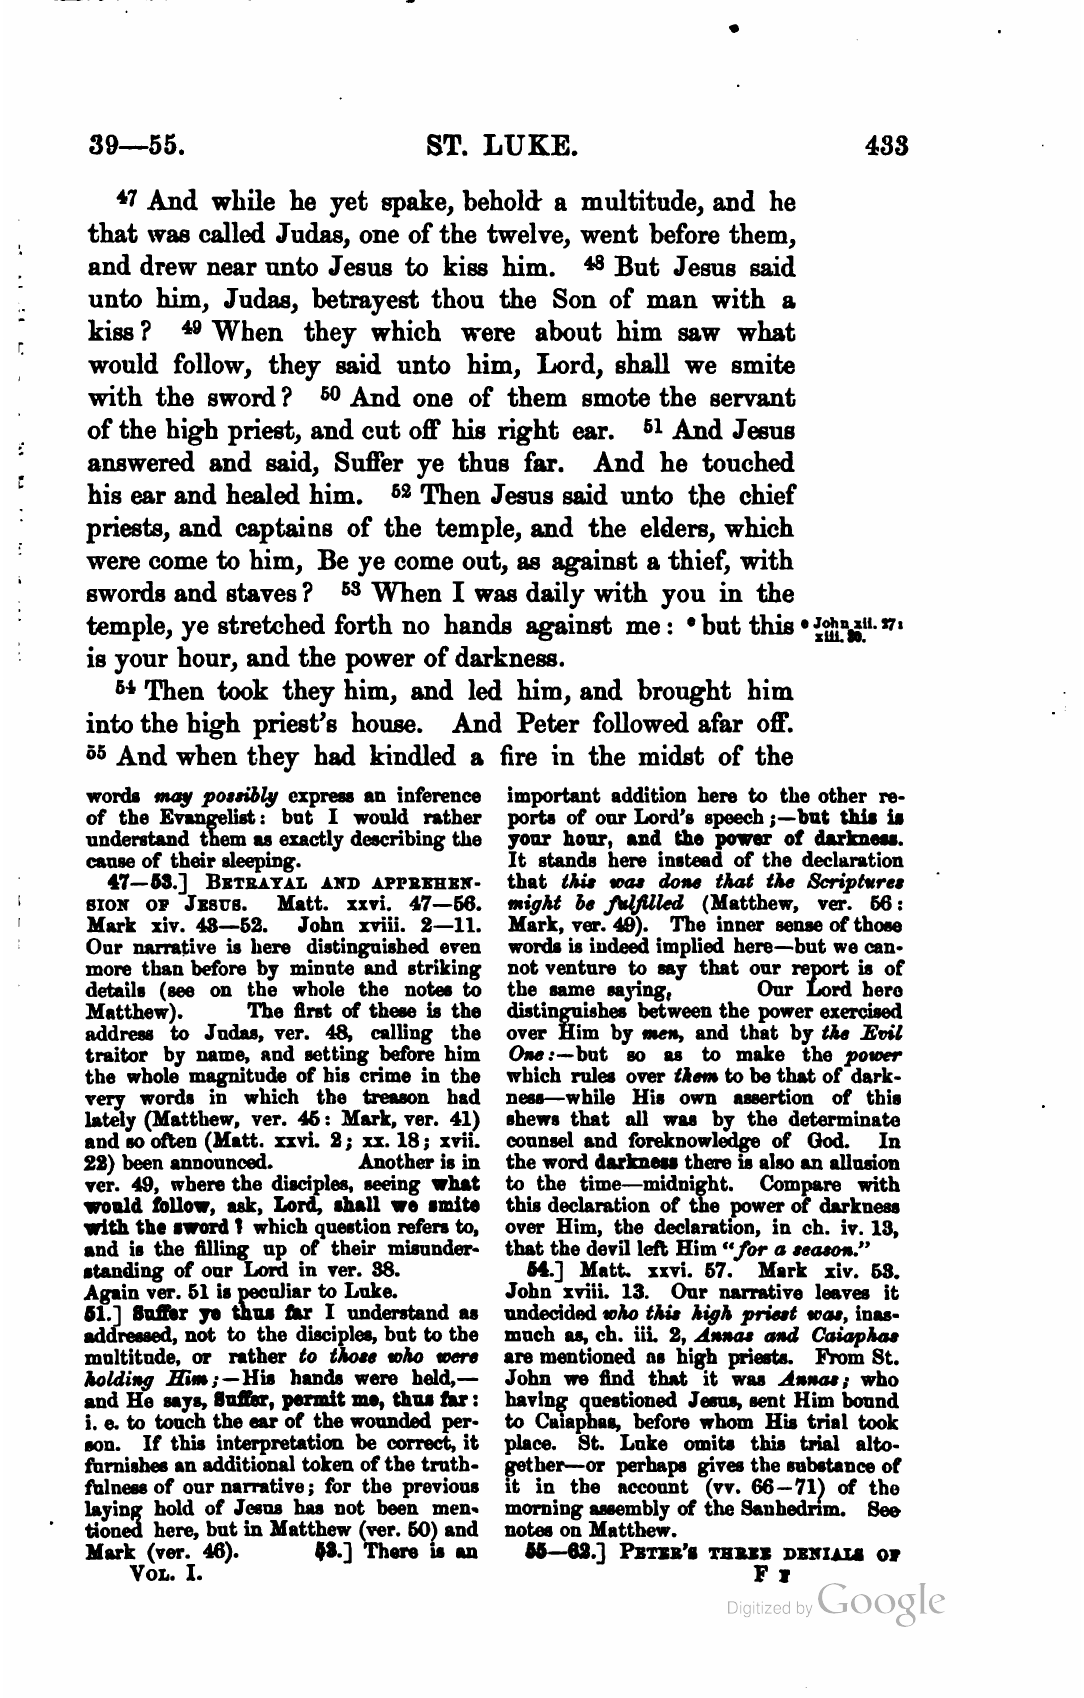 39—55. ST. LUKE. 433
47 And while he yet spake, behold a multitude, and he
that was called Judas, one of the twelve, went before them,
and drew near unto Jesus to kiss him. 48 But Jesus said
unto him, Judas, betrayest thou the Son of man with a
kiss? 49 When they which were about him saw what
would follow, they said unto him, Lord, shall we smite
with the sword? 50 And one of them smote the servant
of the high priest, and cut off his right ear. 51 And Jesus
answered and said, Suffer ye thus far. And he touched
his ear and healed him. 52 Then Jesus said unto the chief
priests, and captains of the temple, and the elders, which
were come to him, Be ye come out, as against a thief, with
swords and staves? 53 When I was daily with you in the
temple, ye stretched forth no hands against me: e but this
e John xii. 27:
xiii. 30.
is your hour, and the power of darkness.
54 Then took they him, and led him, and brought him
into the high priest's house. And Peter followed afar off.
55 And when they had kindled a fire in the midst of the
words may possibly express an inference
of the Evangelist: but I would rather
understand them as exactly describing the
cause of their sleeping.
47—53.] BETRAYAL AND APPREHEN-
SION OF JESUS. Matt. xxvi. 47—56.
Mark xiv. 43—52. John xviii. 2—11.
Our narrative is here distinguished even
more than before by minute and striking
details (see on the whole the notes to
Matthew). The first of these is the
address to Judas, ver. 48, calling the
traitor by name, and setting before him
the whole magnitude of his crime in the
very words in which the treason had
lately (Matthew, ver. 45: Mark, ver. 41)
and so often (Matt. xxvi. 2; xx. 18; xvii.
22) been announced. Another is in
ver. 49, where the disciples, seeing what
would follow, ask, Lord, shall we smite
with the sword? which question refers to,
and is the filling up of their misunder-
standing of our Lord in ver. 38.
Again ver. 51 is peculiar to Luke.
51.] Suffer ye thus far I understand as
addressed, not to the disciples, but to the
multitude, or rather to those who were
holding Him;—His hands were held,—
and He says, Suffer, permit me, thus far:
i. e. to touch the ear of the wounded per-
son. If this interpretation be correct, it
furnishes an additional token of the truth-
fulness of our narrative; for the previous
laying hold of Jesus has not been men-
tioned here, but in Matthew (ver. 50) and
Mark (ver. 46). 53.] There is an
VOL. I.
important addition here to the other re-
ports of our Lord's speech;—but this is
your hour, and the power of darkness.
It stands here instead of the declaration
that this was done that the Scriptures
might be fulfilled (Matthew, ver. 56:
Mark, ver. 49). The inner sense of those
words is indeed implied here—but we can-
not venture to say that our report is of
the same saying. Our Lord here
distinguishes between the power exercised
over Him by men, and that by the Evil
One:—but so as to make the power
which rules over them to be that of dark-
ness—while His own assertion of this
shews that all was by the determinate
counsel and foreknowledge of God. In
the word darkness there is also an allusion
to the time—midnight. Compare with
this declaration of the power of darkness
over Him, the declaration, in ch. iv. 13,
that the devil left Him "for a season."
54.] Matt. xxvi. 57. Mark xiv. 53.
John xviii. 13. Our narrative leaves it
undecided who this high priest was, inas-
much as, ch. iii. 2, Annas and Caiaphas
are mentioned as high priests. From St.
John we find that it was Annas; who
having questioned Jesus, sent Him bound
to Caiaphas, before whom His trial took
place. St. Luke omits this trial alto-
gether—or perhaps gives the substance of
it in the account (vv. 66—71) of the
morning assembly of the Sanhedrim. See
notes on Matthew.
55—62.] PETER'S THREE DENIALS OF
F F
Digitized by Google